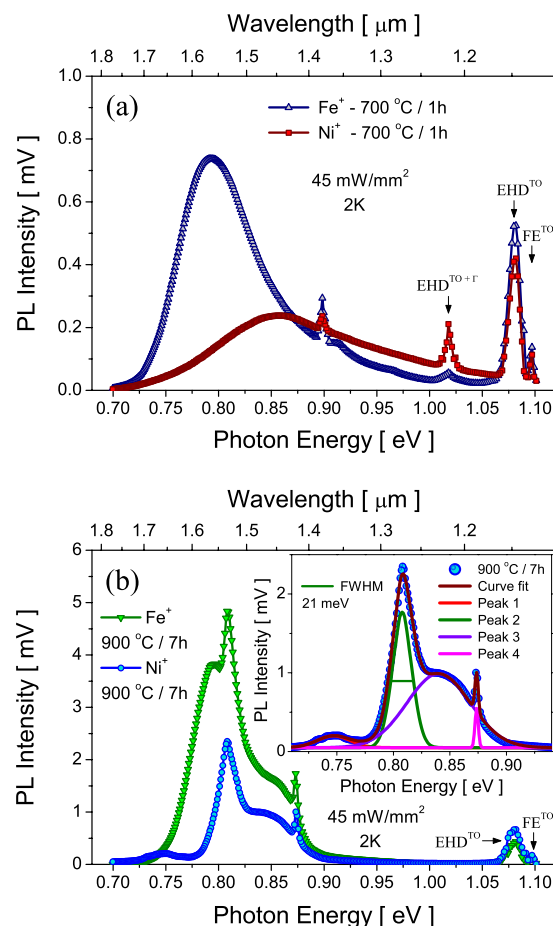 Wavelength [ μm ]
1.8 1.7 1.6 1.5 1.4 1.3 1.2
(a)
Fe⁺ - 700 °C / 1h
Ni⁺ - 700 °C / 1h
45 mW/mm²
2K
EHD^TO
FE^TO
EHD^TO + Γ
PL Intensity [ mV ]
1.0
0.8
0.6
0.4
0.2
0.0
0.70 0.75 0.80 0.85 0.90 0.95 1.00 1.05 1.10
Photon Energy [ eV ]
Wavelength [ μm ]
1.8 1.7 1.6 1.5 1.4 1.3 1.2
(b)
Fe⁺
900 °C / 7h
Ni⁺
900 °C / 7h
PL Intensity [ mV ]
6
5
4
3
2
1
0
FWHM
21 meV
900 °C / 7h
Curve fit
Peak 1
Peak 2
Peak 3
Peak 4
PL Intensity [ mV ]
2
1
0
0.75 0.80 0.85 0.90
Photon Energy [ eV ]
45 mW/mm²
2K
EHD^TO
FE^TO
0.70 0.75 0.80 0.85 0.90 0.95 1.00 1.05 1.10
Photon Energy [ eV ]